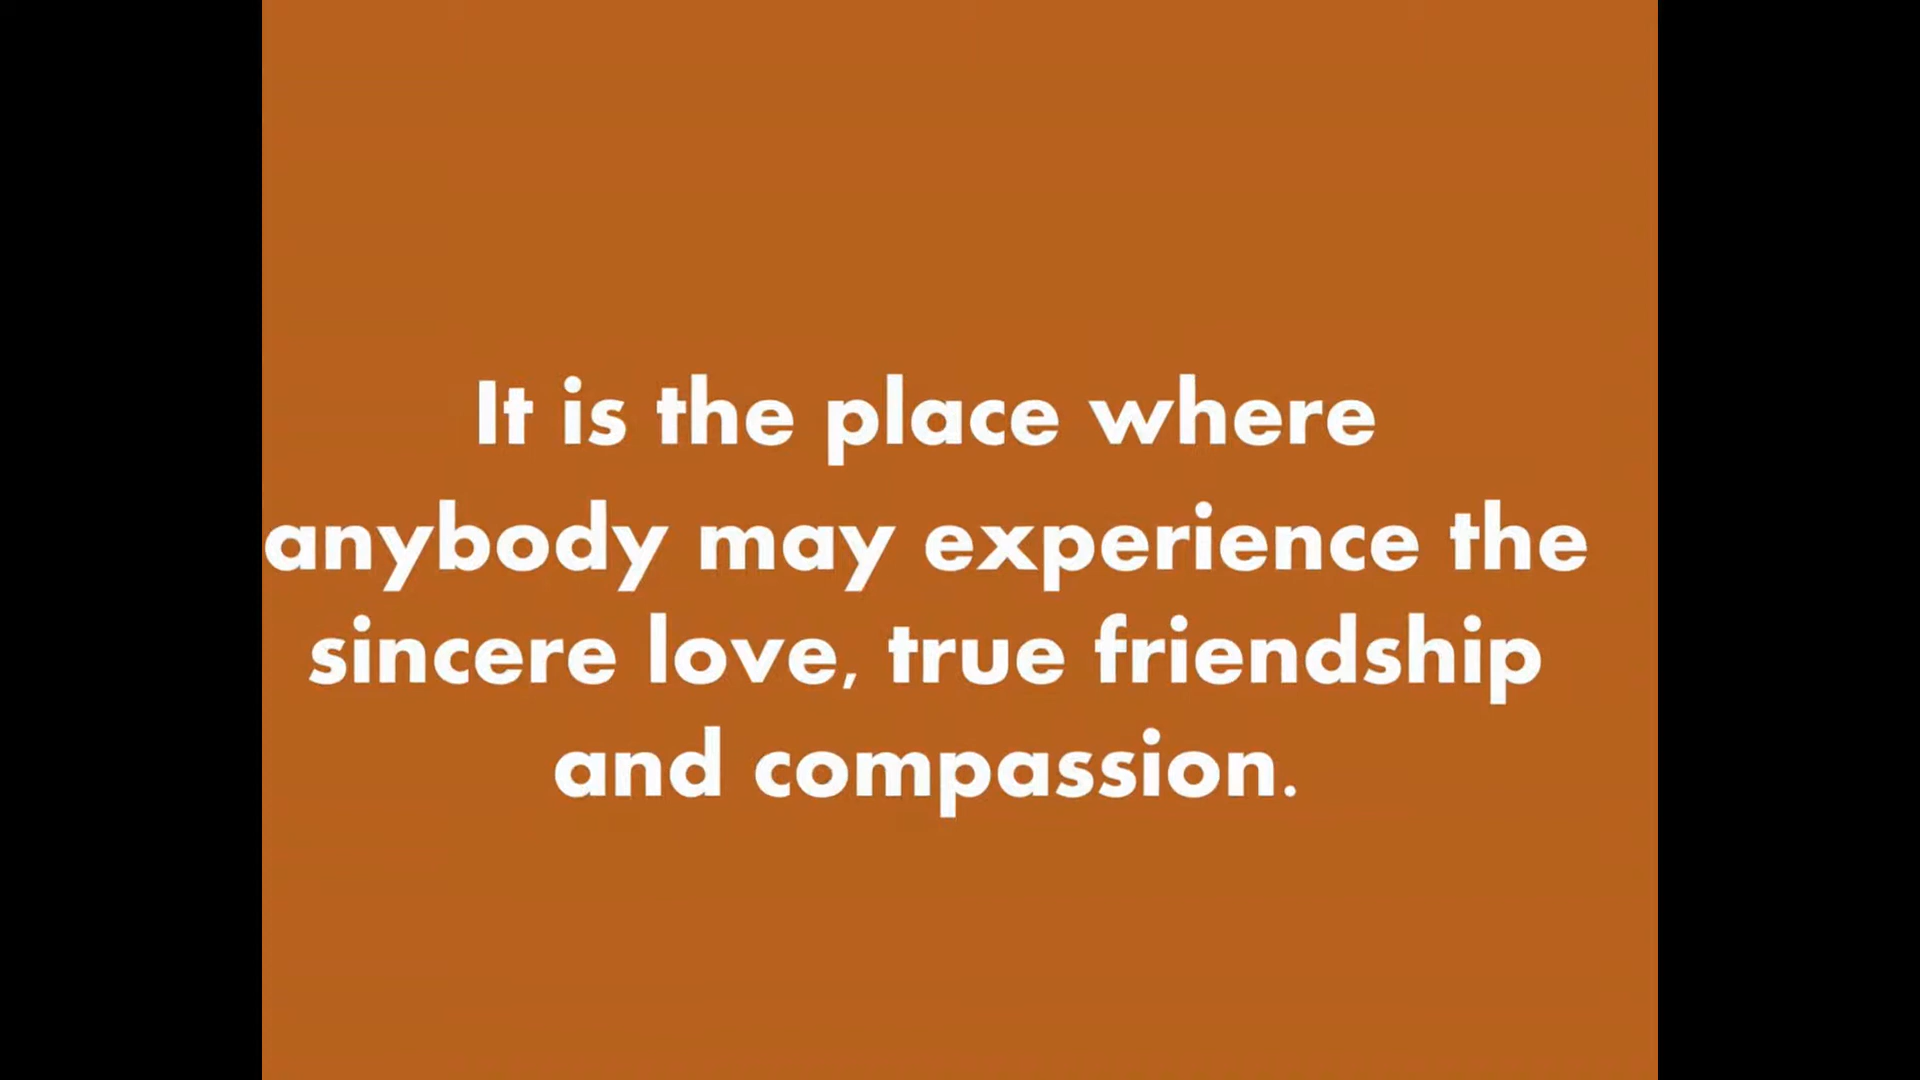 It is the place where
anybody may experience the
sincere love, true friendship
and compassion.